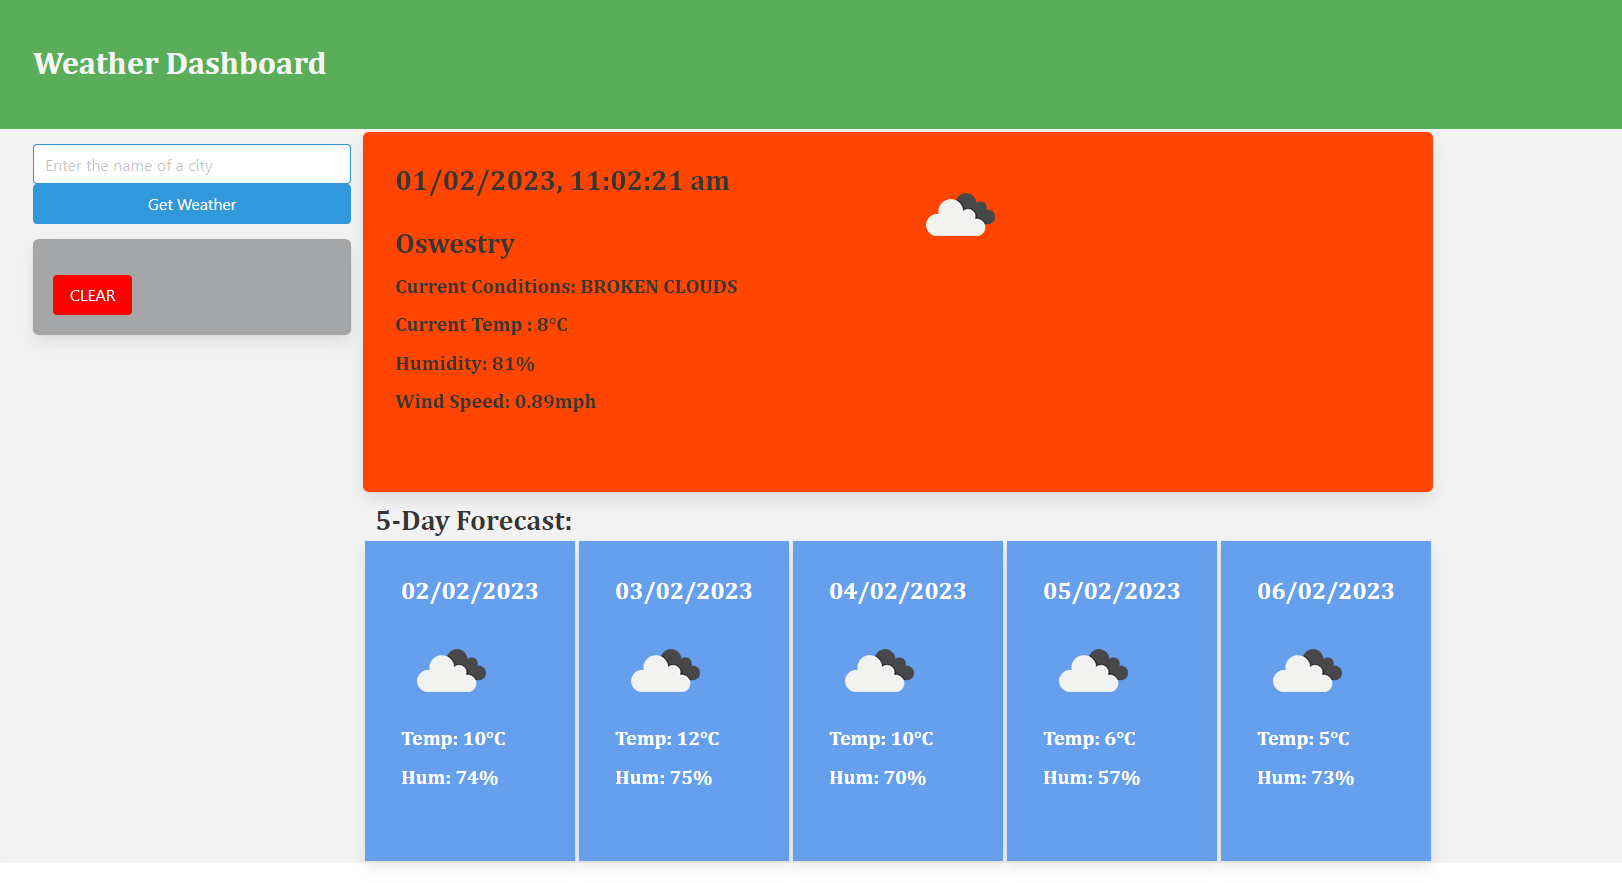 Weather Dashboard
Enter the name of a city
Get Weather
CLEAR
01/02/2023, 11:02:21 am
Oswestry
Current Conditions: BROKEN CLOUDS
Current Temp : 8°C
Humidity: 81%
Wind Speed: 0.89mph
5-Day Forecast:
02/02/2023
Temp: 10°C
Hum: 74%
03/02/2023
Temp: 12°C
Hum: 75%
04/02/2023
Temp: 10°C
Hum: 70%
05/02/2023
Temp: 6°C
Hum: 57%
06/02/2023
Temp: 5°C
Hum: 73%